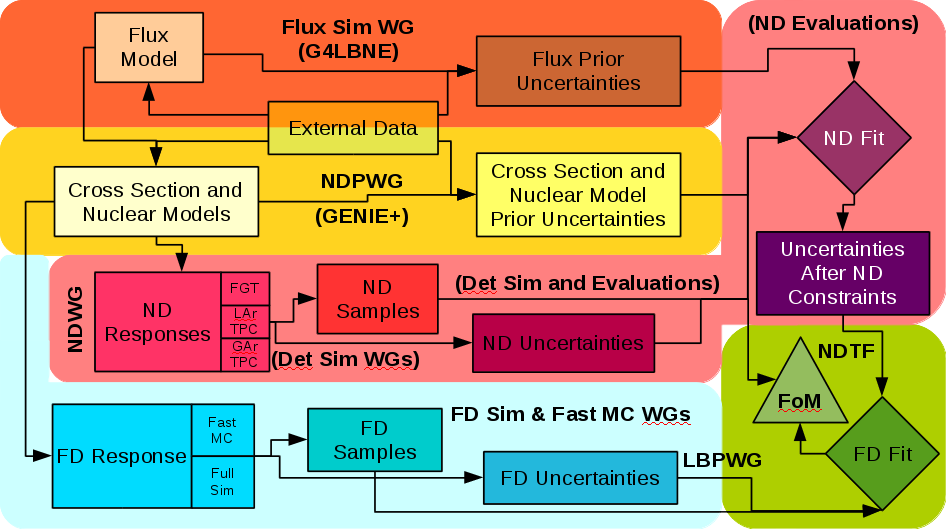 Flux
Model
Flux Sim WG
(G4LBNE)
Flux Prior
Uncertainties
(ND Evaluations)
External Data
ND Fit
Cross Section and
Nuclear Models
NDPWG
(GENIE+)
Cross Section and
Nuclear Model
Prior Uncertainties
Uncertainties
After ND
Constraints
NDWG
ND
Responses
FGT
LAr
TPC
GAr
TPC
ND
Samples
(Det Sim and Evaluations)
ND Uncertainties
(Det Sim WGs)
NDTF
FoM
FD Fit
FD Response
Fast
MC
Full
Sim
FD
Samples
FD Sim & Fast MC WGs
FD Uncertainties
LBPWG